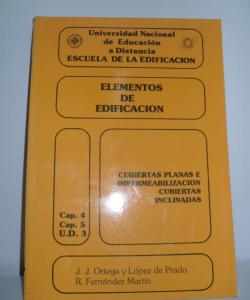 Universidad Nacional
de Educación
a Distancia
ESCUELA DE LA EDIFICACION
ELEMENTOS
DE
EDIFICACION
CUBIERTAS PLANAS E
IMPERMEABILIZACION
CUBIERTAS
INCLINADAS
Cap. 4
Cap. 5
U.D. 3
J. J. Ortega y López de Prado
R. Fernández Martín